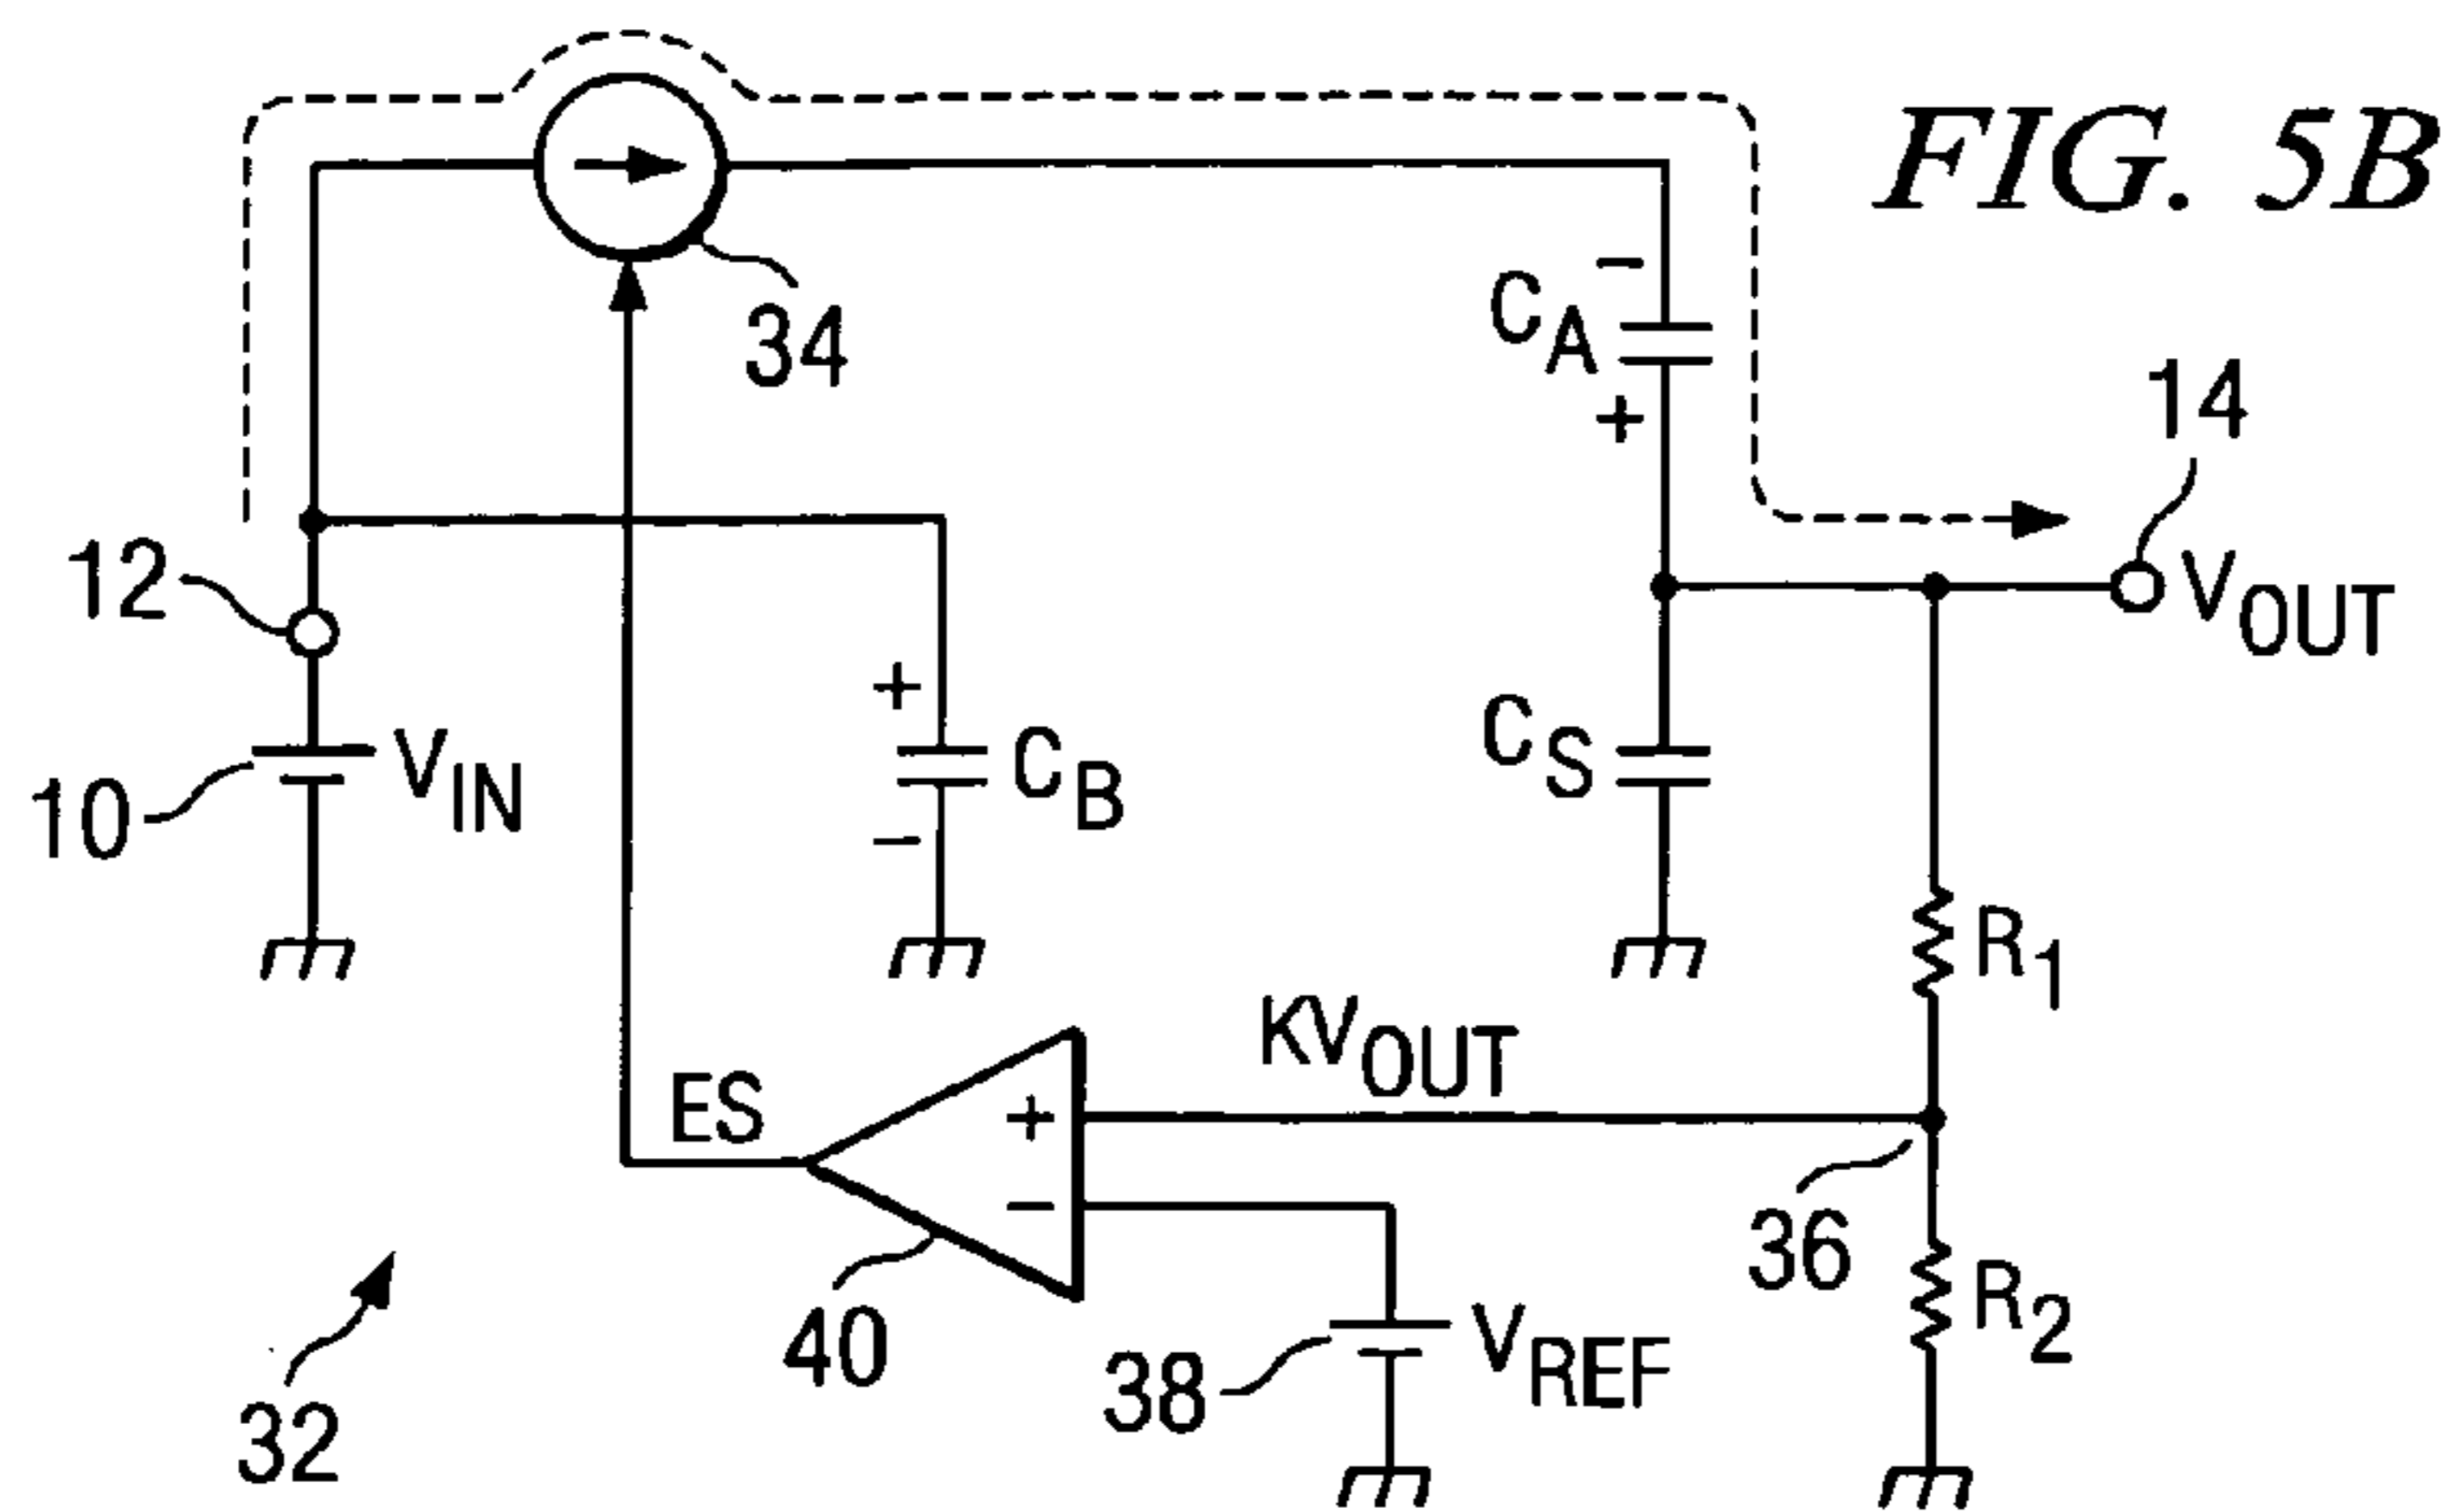 FIG. 5B
34
C_A
-
+
14
V_OUT
12
10
V_IN
+
C_B
-
C_S
R_1
KV_OUT
ES
+
-
36
R_2
40
38
V_REF
32